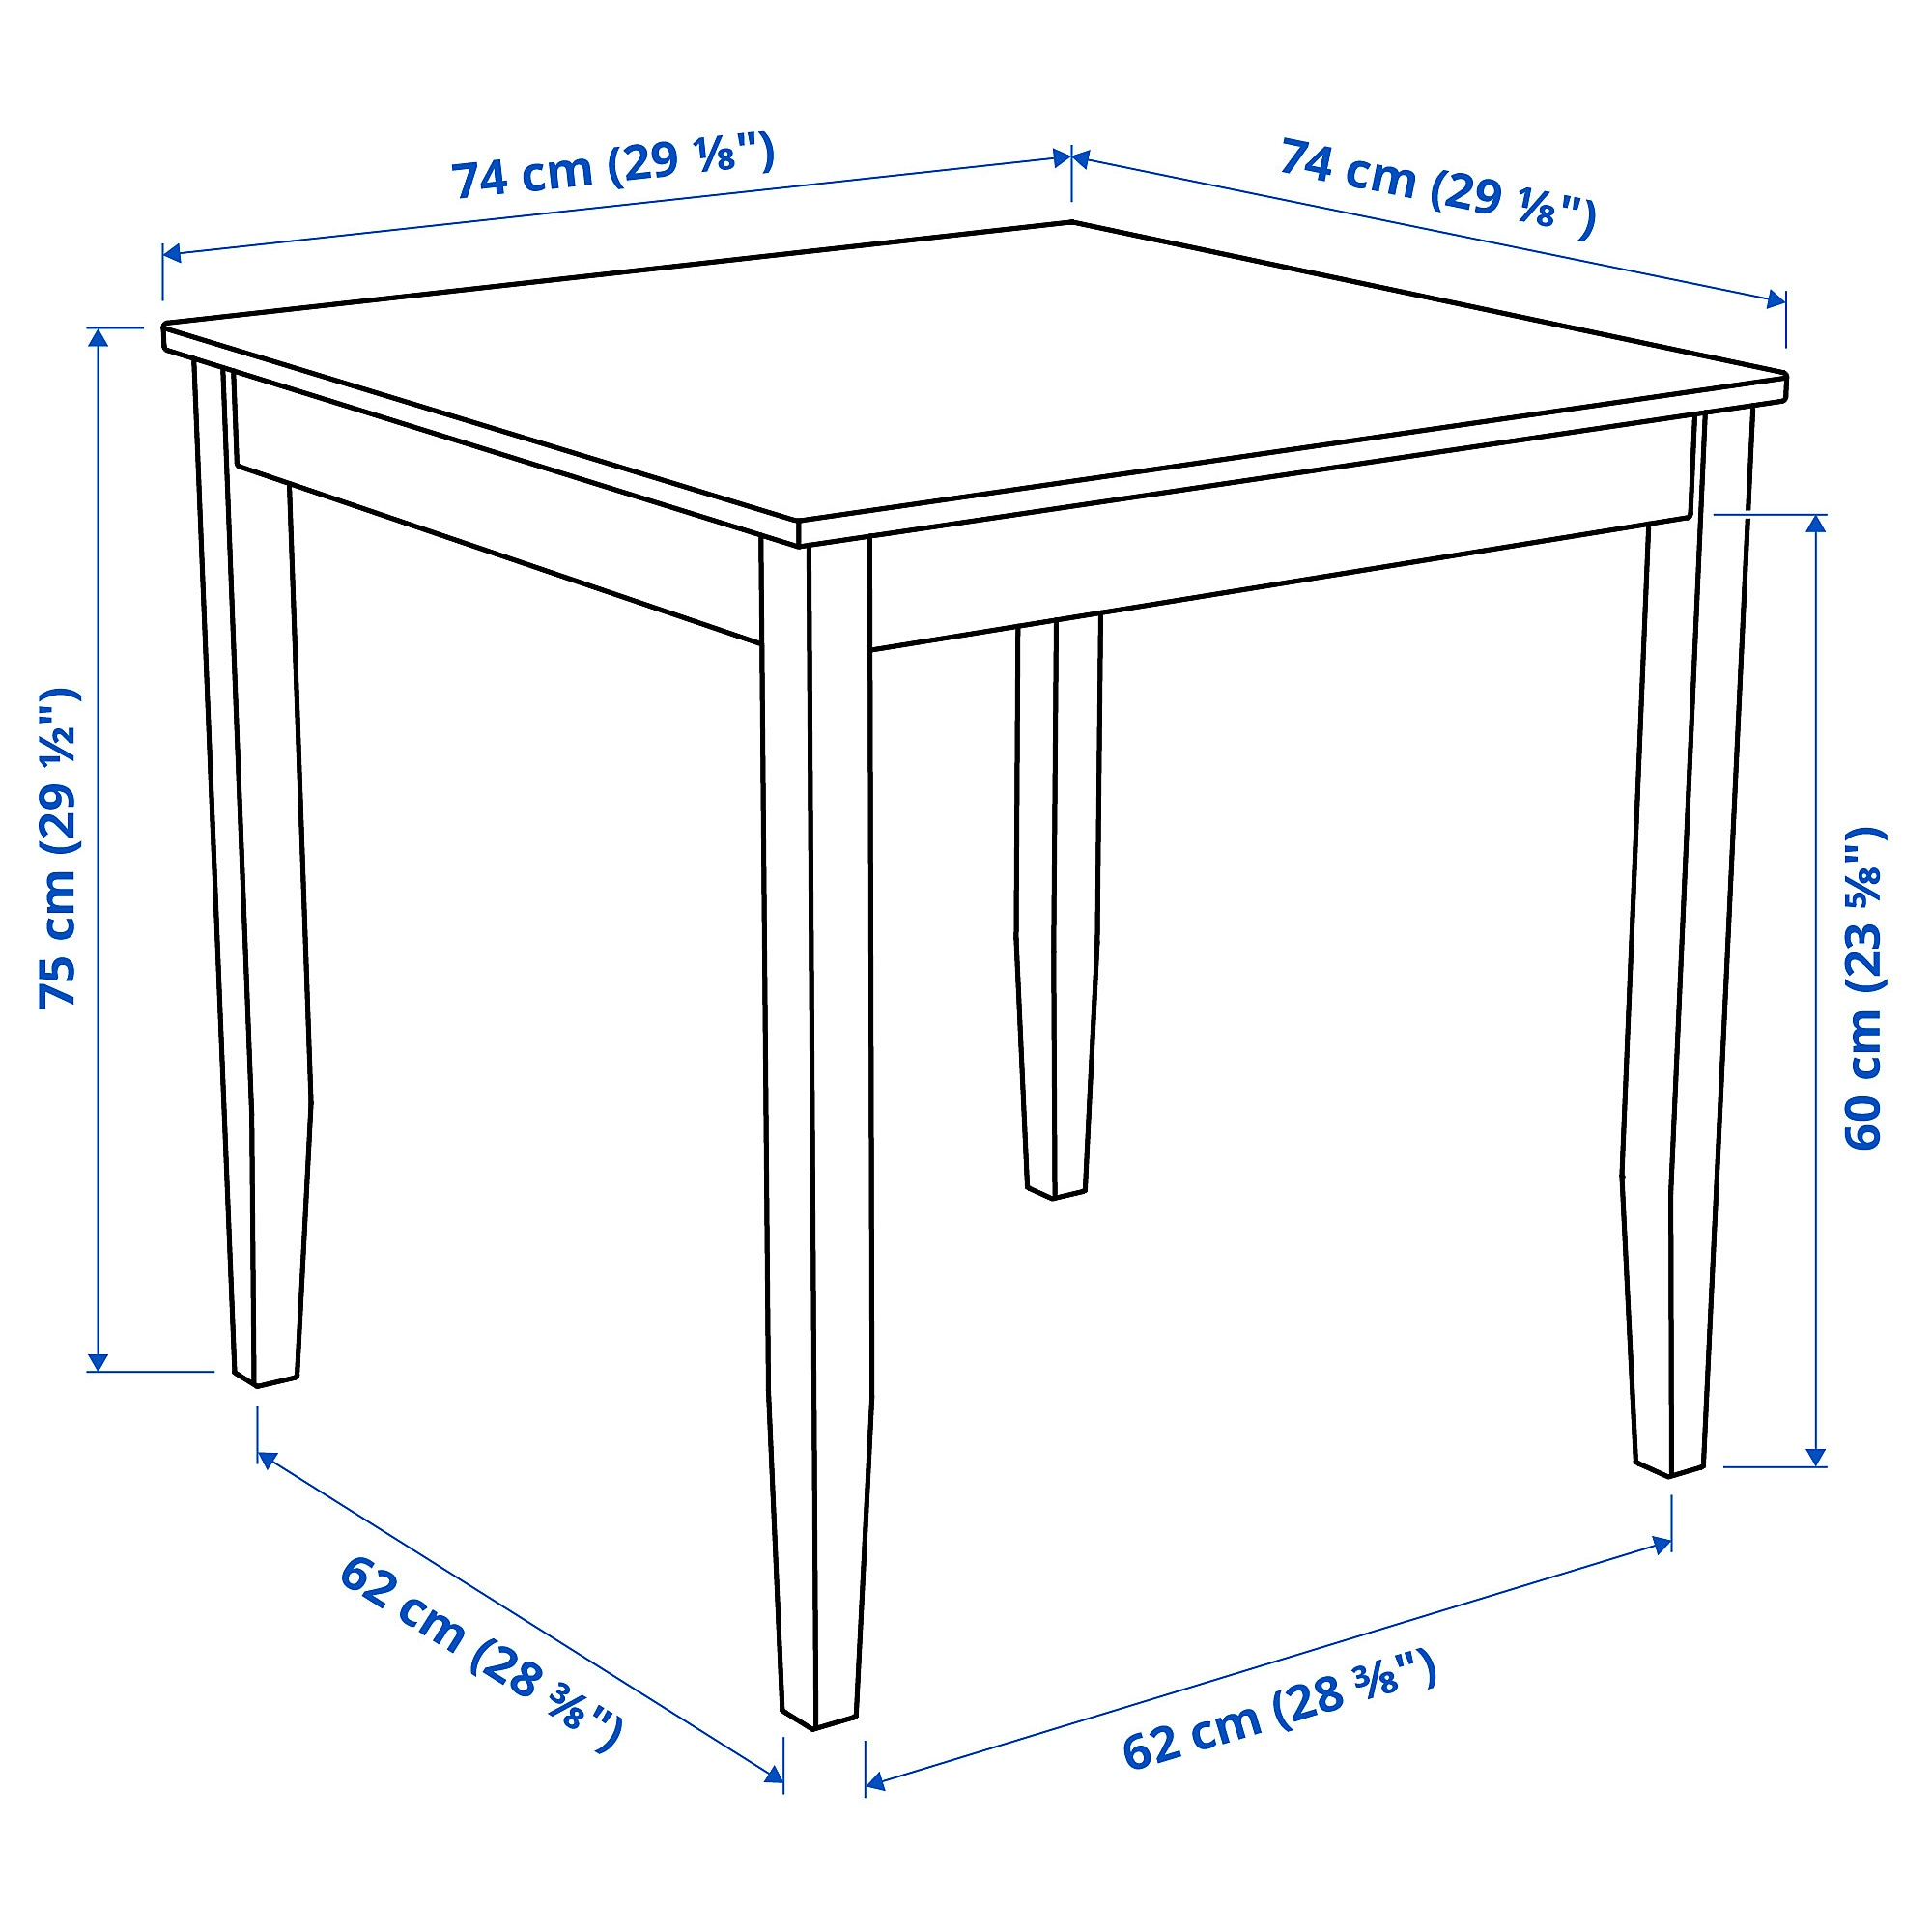 74 cm (29 ⅛")
74 cm (29 ⅛")
75 cm (29 ½")
60 cm (23 ⅝")
62 cm (28 ⅜")
62 cm (28 ⅜")